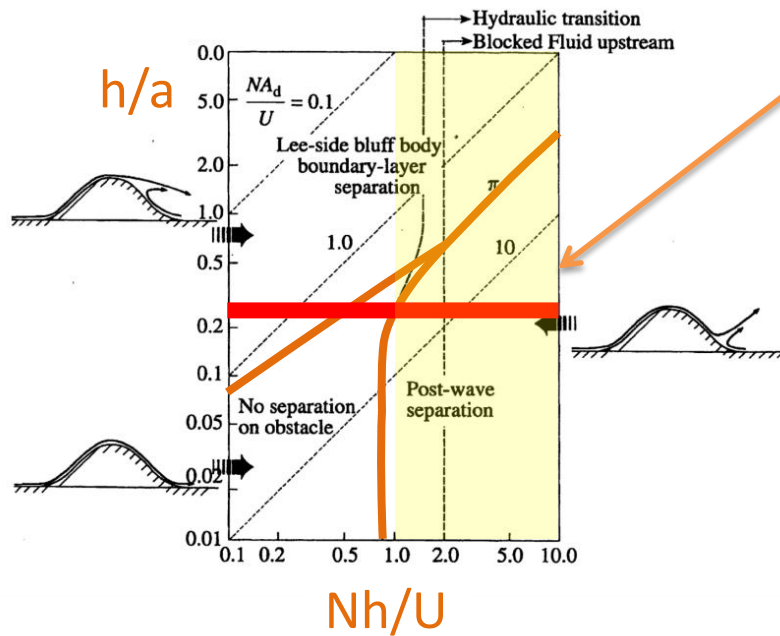 Hydraulic transition
Blocked Fluid upstream
h/a
0.0
5.0
2.0
1.0
0.5
0.2
0.1
0.05
0.02
0.01
NA_d/U = 0.1
Lee-side bluff body
boundary-layer
separation
π
1.0
10
No separation
on obstacle
Post-wave
separation
0.1 0.2 0.5 1.0 2.0 5.0 10.0
Nh/U